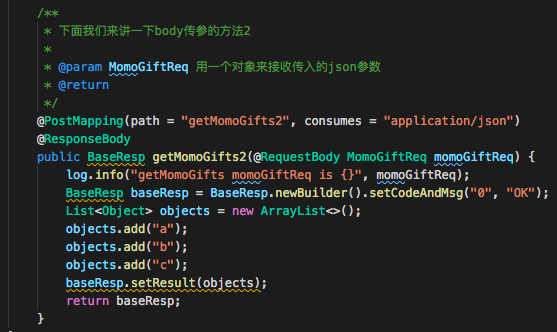 /**
 * 下面我们来讲一下body传参的方法2
 *
 * @param MomoGiftReq 用一个对象来接收传入的json参数
 * @return
 */
@PostMapping(path = "getMomoGifts2", consumes = "application/json")
@ResponseBody
public BaseResp getMomoGifts2(@RequestBody MomoGiftReq momoGiftReq) {
    log.info("getMomoGifts momoGiftReq is {}", momoGiftReq);
    BaseResp baseResp = BaseResp.newBuilder().setCodeAndMsg("0", "OK");
    List<Object> objects = new ArrayList<>();
    objects.add("a");
    objects.add("b");
    objects.add("c");
    baseResp.setResult(objects);
    return baseResp;
}